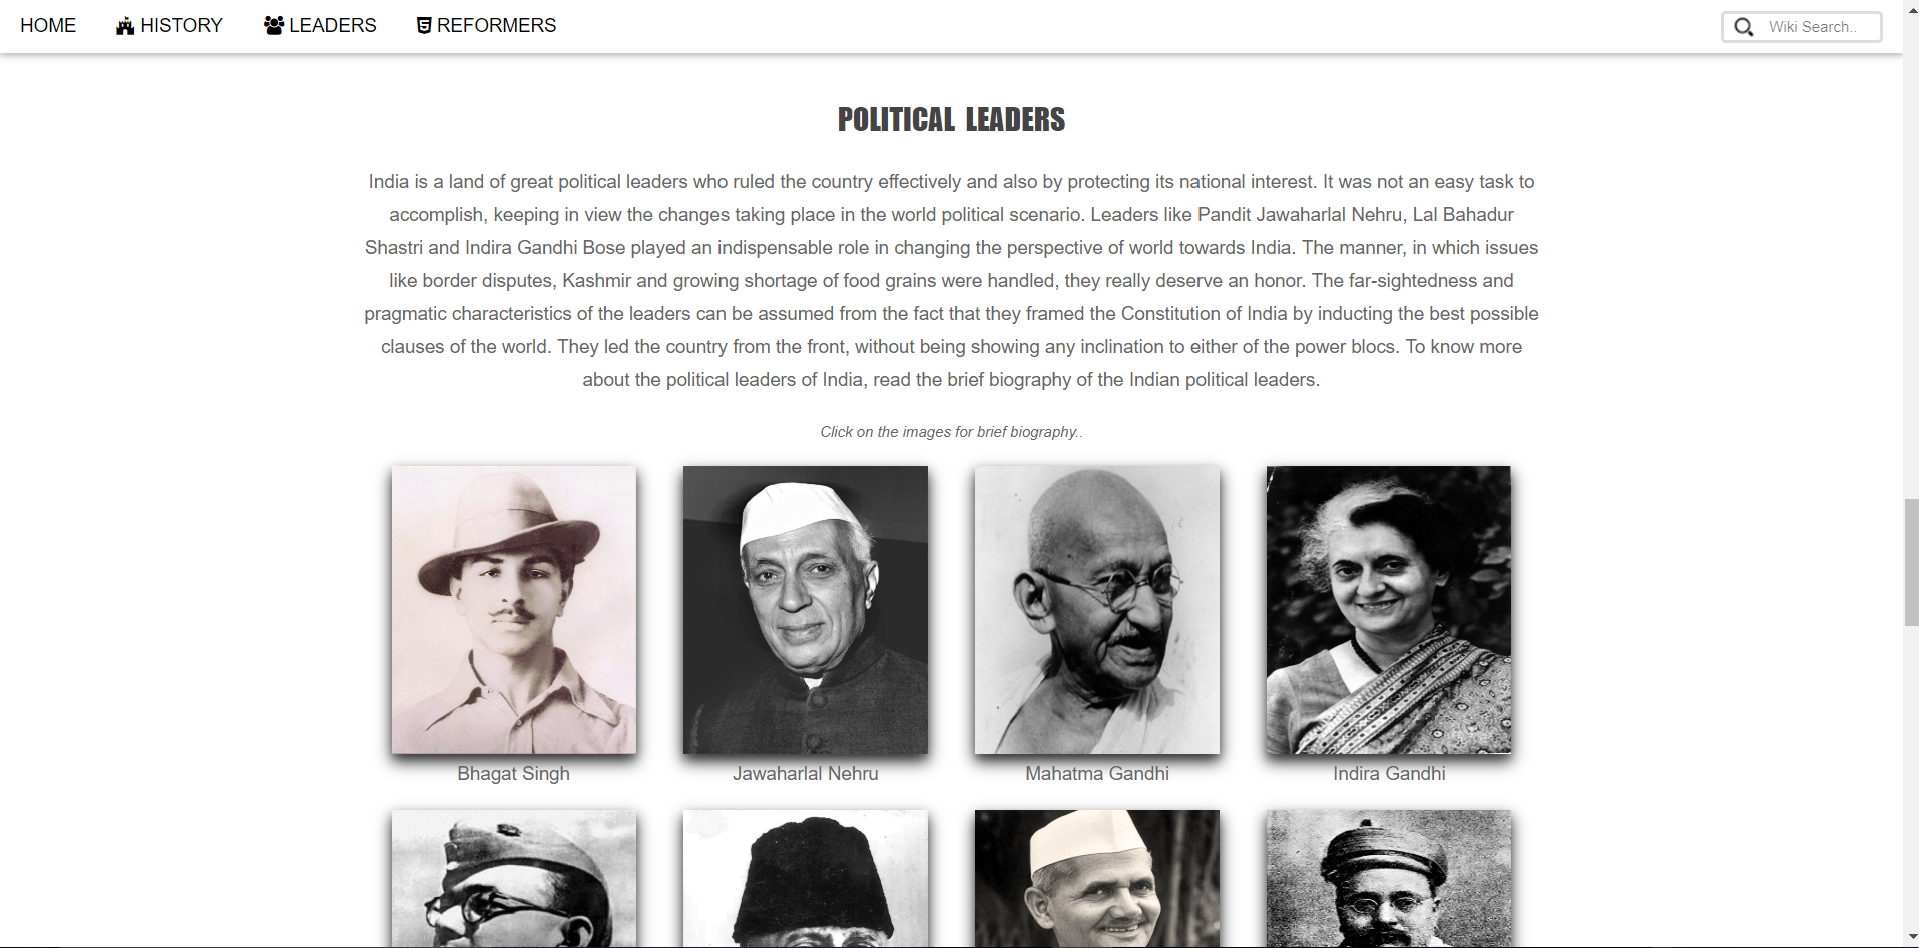 HOME HISTORY LEADERS REFORMERS Wiki Search..
POLITICAL LEADERS
India is a land of great political leaders who ruled the country effectively and also by protecting its national interest. It was not an easy task to
accomplish, keeping in view the changes taking place in the world political scenario. Leaders like Pandit Jawaharlal Nehru, Lal Bahadur
Shastri and Indira Gandhi Bose played an indispensable role in changing the perspective of world towards India. The manner, in which issues
like border disputes, Kashmir and growing shortage of food grains were handled, they really deserve an honor. The far-sightedness and
pragmatic characteristics of the leaders can be assumed from the fact that they framed the Constitution of India by inducting the best possible
clauses of the world. They led the country from the front, without being showing any inclination to either of the power blocs. To know more
about the political leaders of India, read the brief biography of the Indian political leaders.
Click on the images for brief biography..
Bhagat Singh Jawaharlal Nehru Mahatma Gandhi Indira Gandhi